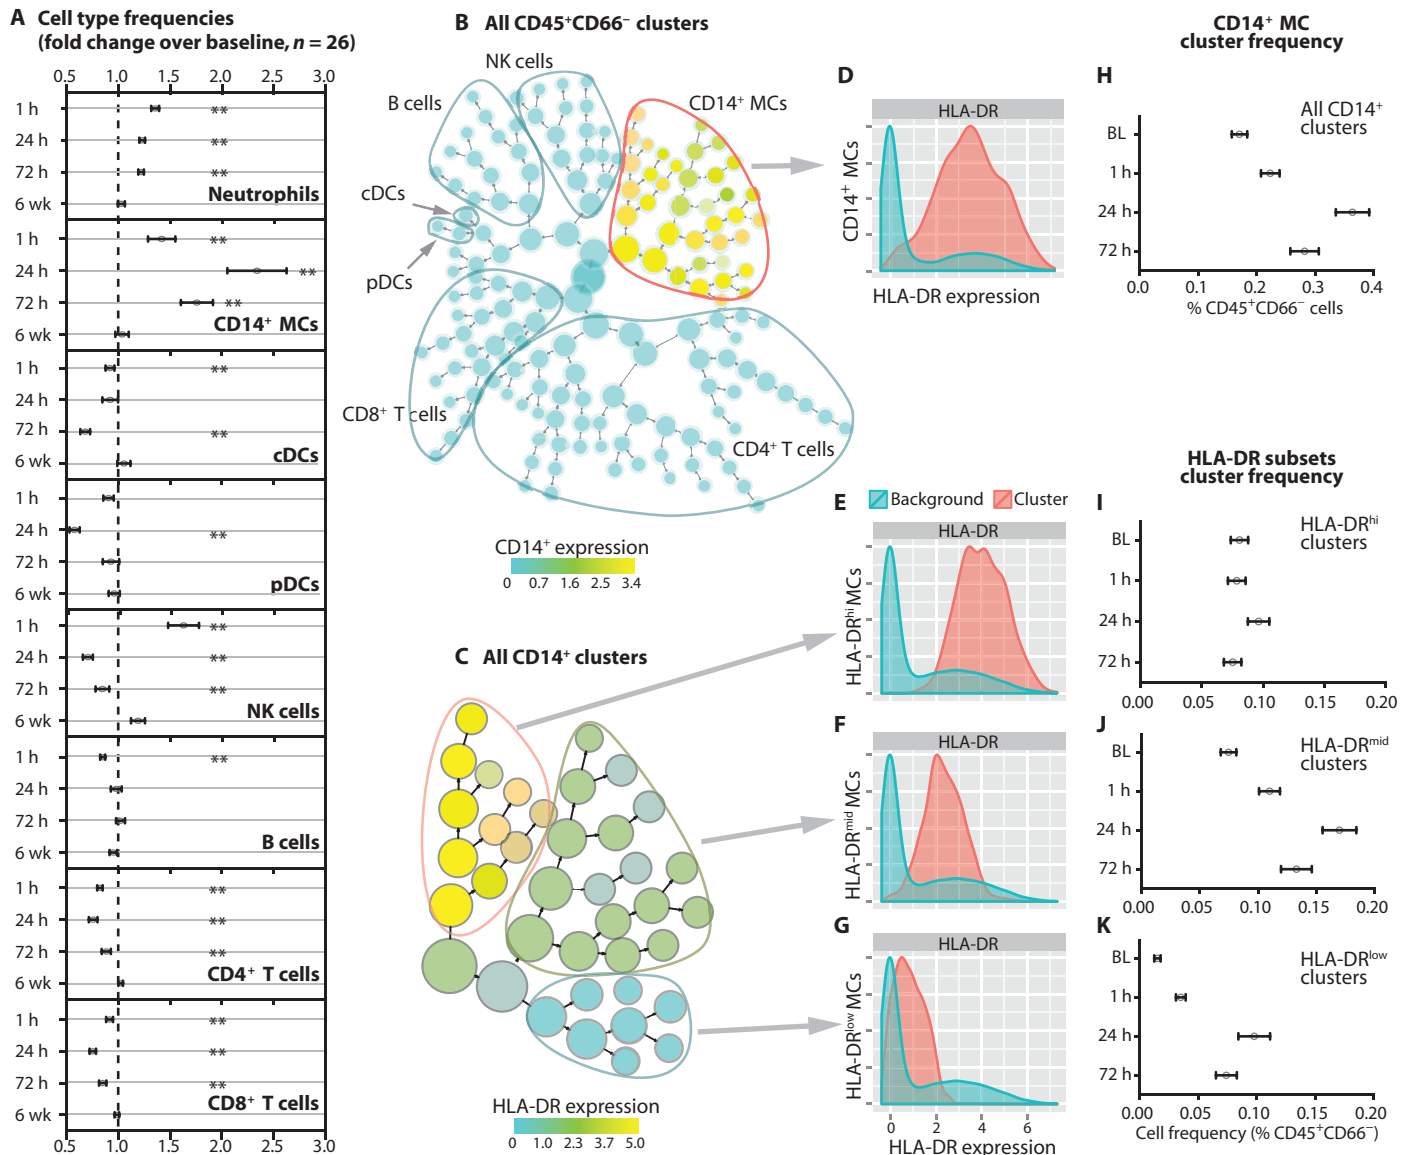 A Cell type frequencies
(fold change over baseline, n = 26)
0.5 1.0 1.5 2.0 2.5 3.0
1 h **
24 h **
72 h **
Neutrophils
6 wk
1 h **
24 h **
72 h **
CD14⁺ MCs
6 wk
1 h **
24 h
72 h **
cDCs
6 wk
1 h
24 h **
72 h
pDCs
6 wk
1 h **
24 h **
72 h **
NK cells
6 wk
1 h **
24 h
72 h
B cells
6 wk
1 h **
24 h **
72 h **
CD4⁺ T cells
6 wk
1 h **
24 h **
72 h **
CD8⁺ T cells
6 wk
0.5 1.0 1.5 2.0 2.5 3.0
B All CD45⁺CD66⁻ clusters
NK cells
B cells
CD14⁺ MCs
cDCs
pDCs
CD8⁺ T cells
CD4⁺ T cells
CD14⁺ expression
0 0.7 1.6 2.5 3.4
C All CD14⁺ clusters
HLA-DR expression
0 1.0 2.3 3.7 5.0
D
HLA-DR
CD14⁺ MCs
HLA-DR expression
E Background Cluster
HLA-DR
HLA-DRʰⁱ MCs
F
HLA-DR
HLA-DRᵐⁱᵈ MCs
G
HLA-DR
HLA-DRˡᵒʷ MCs
0 2 4 6
HLA-DR expression
CD14⁺ MC
cluster frequency
H
All CD14⁺
clusters
BL
1 h
24 h
72 h
0.0 0.1 0.2 0.3 0.4
% CD45⁺CD66⁻ cells
HLA-DR subsets
cluster frequency
I
HLA-DRʰⁱ
clusters
BL
1 h
24 h
72 h
0.00 0.05 0.10 0.15 0.20
J
HLA-DRᵐⁱᵈ
clusters
BL
1 h
24 h
72 h
0.00 0.05 0.10 0.15 0.20
K
HLA-DRˡᵒʷ
clusters
BL
1 h
24 h
72 h
0.00 0.05 0.10 0.15 0.20
Cell frequency (% CD45⁺CD66⁻)